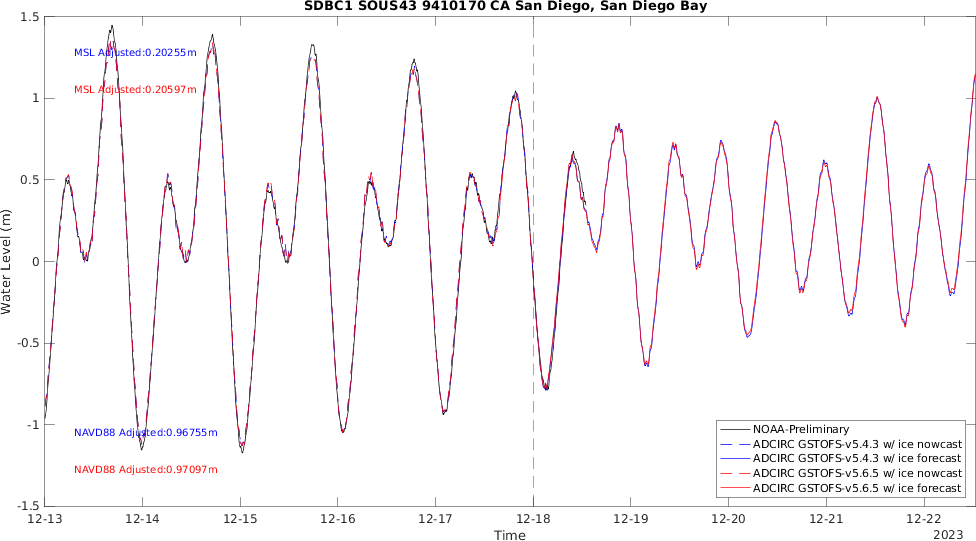 SDBC1 SOUS43 9410170 CA San Diego, San Diego Bay
1.5
MSL Adjusted:0.20255m
1
MSL Adjusted:0.20597m
0.5
Water Level (m)
0
-0.5
-1
NAVD88 Adjusted:0.96755m
NAVD88 Adjusted:0.97097m
-1.5
NOAA-Preliminary
ADCIRC GSTOFS-v5.4.3 w/ ice nowcast
ADCIRC GSTOFS-v5.4.3 w/ ice forecast
ADCIRC GSTOFS-v5.6.5 w/ ice nowcast
ADCIRC GSTOFS-v5.6.5 w/ ice forecast
12-13 12-14 12-15 12-16 12-17 12-18 12-19 12-20 12-21 12-22
Time
2023